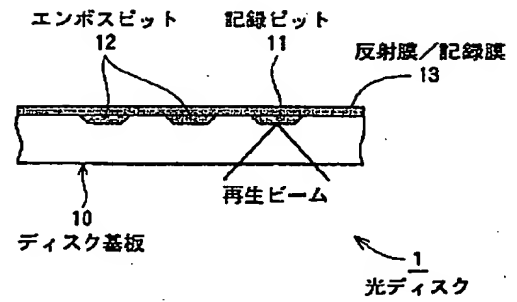 エンボスピット
12
記録ピット
11
反射膜／記録膜
13
再生ビーム
10
ディスク基板
1
光ディスク